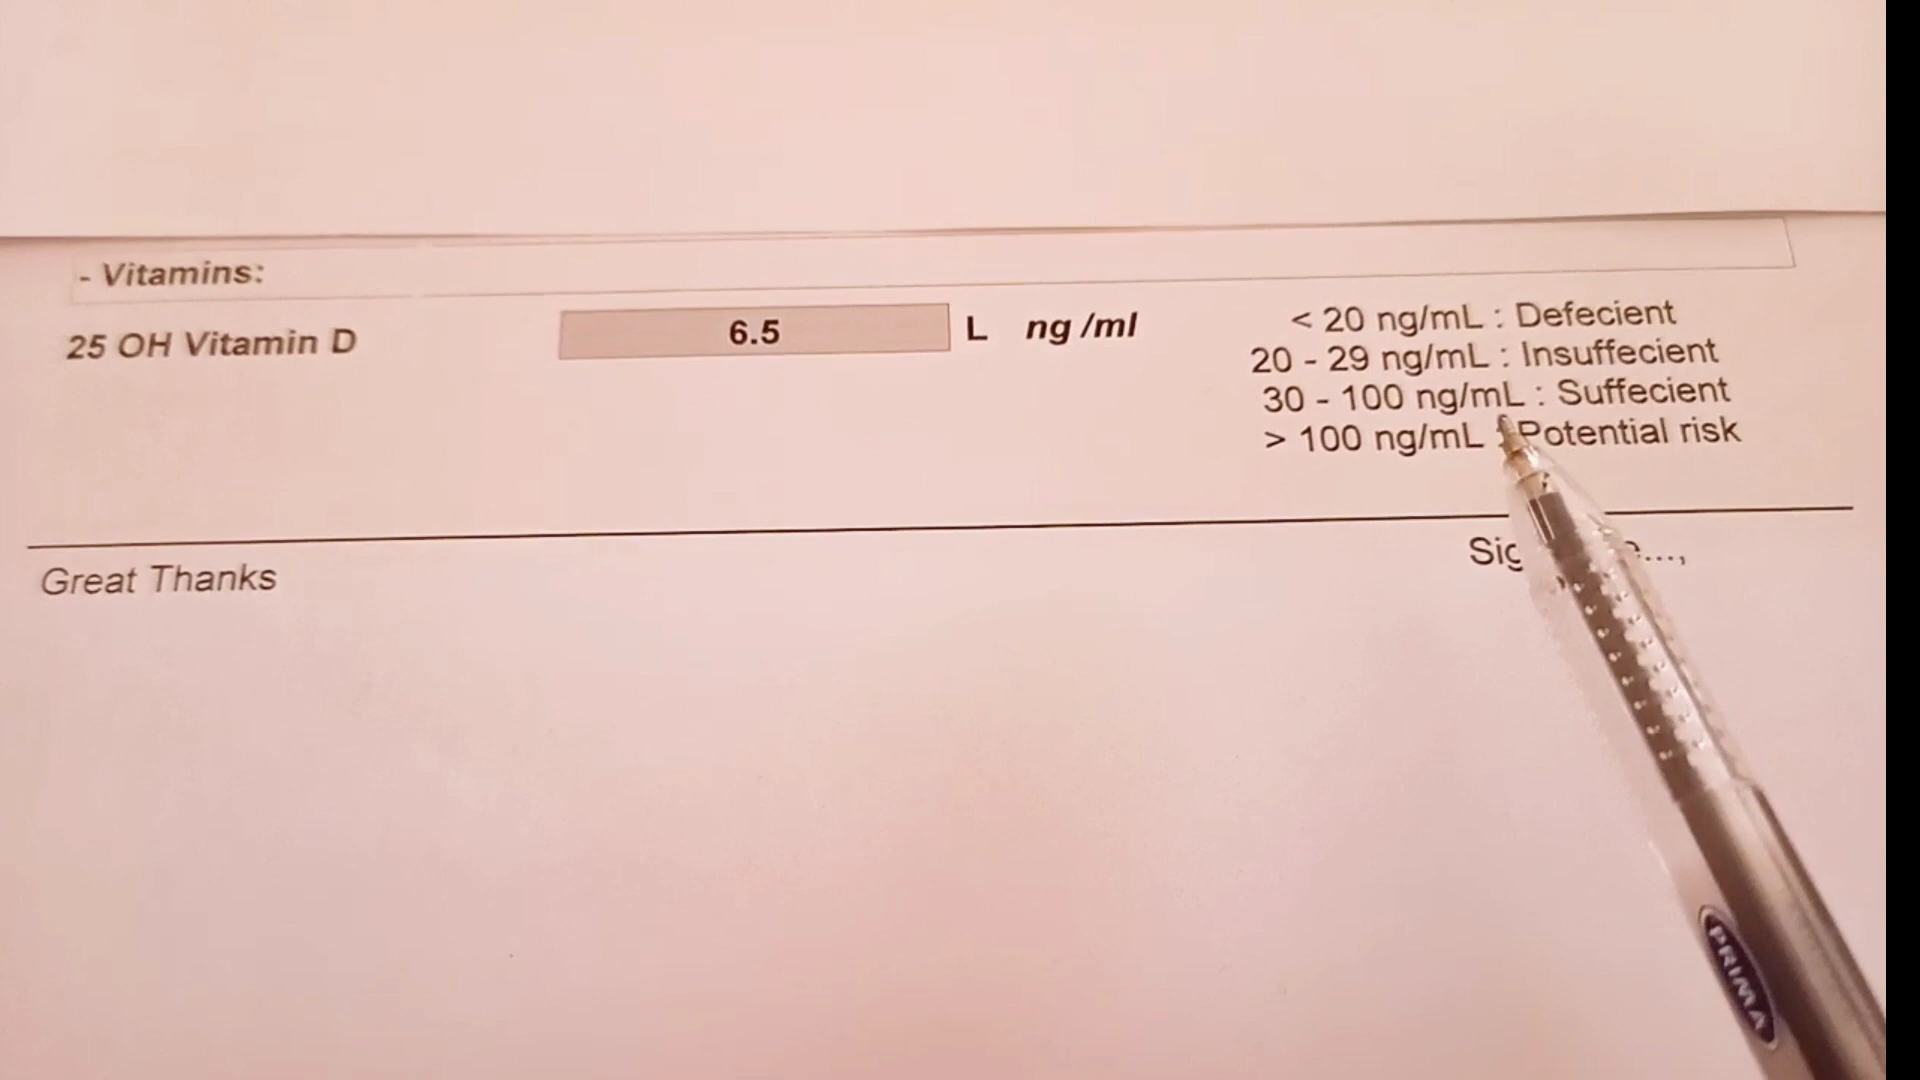 - Vitamins:
25 OH Vitamin D 6.5 L ng /ml
< 20 ng/mL : Defecient
20 - 29 ng/mL : Insuffecient
30 - 100 ng/mL : Suffecient
> 100 ng/mL : Potential risk
Great Thanks
PRIMA